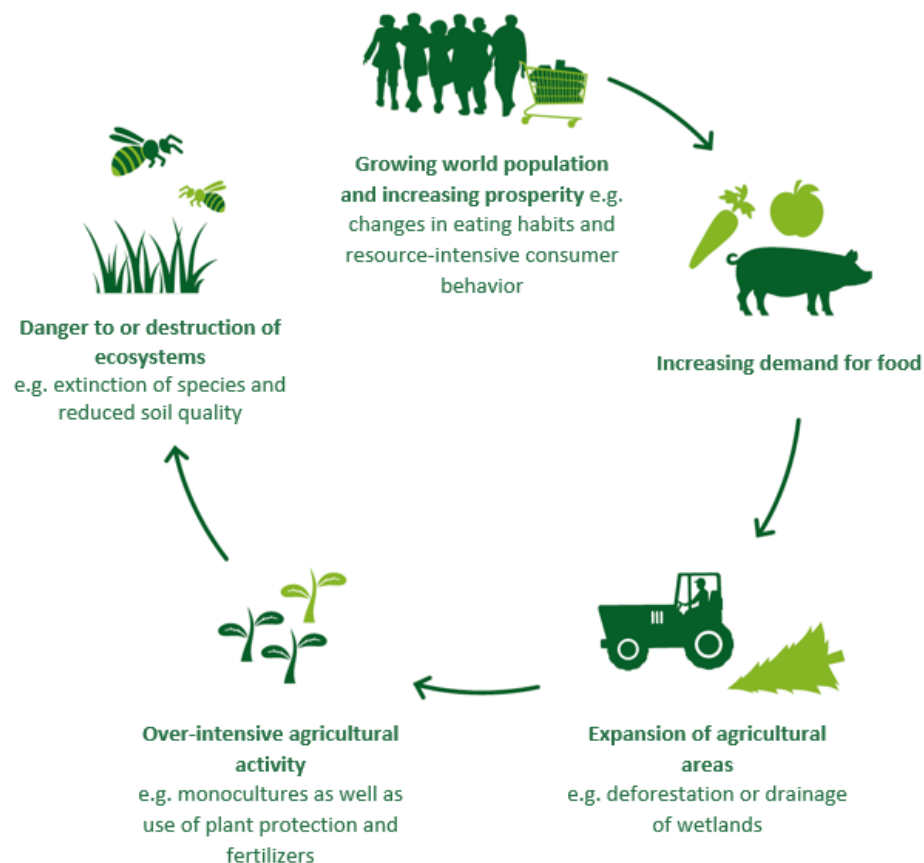 Growing world population
and increasing prosperity e.g.
changes in eating habits and
resource-intensive consumer
behavior
Increasing demand for food
Expansion of agricultural
areas
e.g. deforestation or drainage
of wetlands
Over-intensive agricultural
activity
e.g. monocultures as well as
use of plant protection and
fertilizers
Danger to or destruction of
ecosystems
e.g. extinction of species and
reduced soil quality